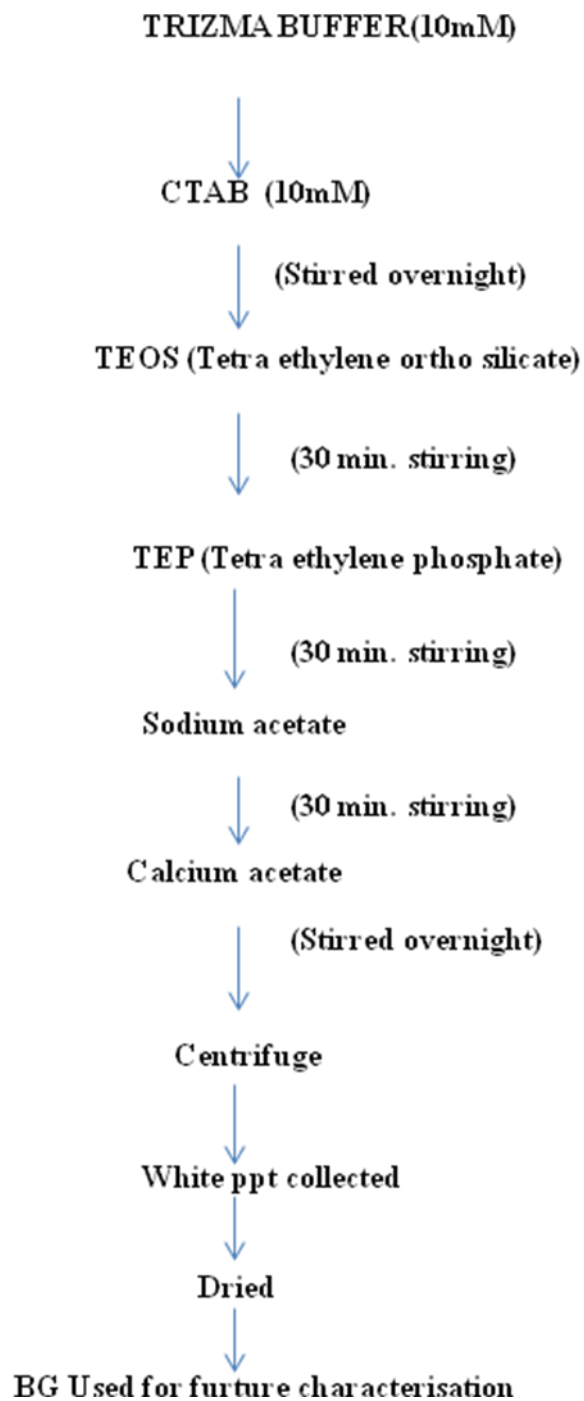 TRIZMA BUFFER(10mM)
CTAB (10mM)
(Stirred overnight)
TEOS (Tetra ethylene ortho silicate)
(30 min. stirring)
TEP (Tetra ethylene phosphate)
(30 min. stirring)
Sodium acetate
(30 min. stirring)
Calcium acetate
(Stirred overnight)
Centrifuge
White ppt collected
Dried
BG Used for furture characterisation